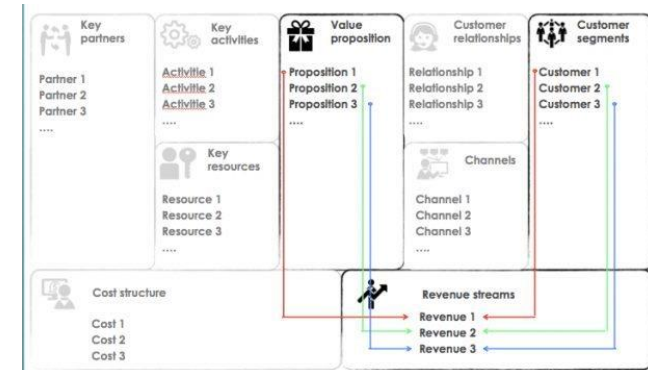 Key
partners
Partner 1
Partner 2
Partner 3
....
Key
activities
Activitie 1
Activitie 2
Activitie 3
....
Key
resources
Resource 1
Resource 2
Resource 3
....
Value
proposition
Proposition 1
Proposition 2
Proposition 3
....
Customer
relationships
Relationship 1
Relationship 2
Relationship 3
....
Channels
Channel 1
Channel 2
Channel 3
....
Customer
segments
Customer 1
Customer 2
Customer 3
....
Cost structure
Cost 1
Cost 2
Cost 3
Revenue streams
Revenue 1
Revenue 2
Revenue 3